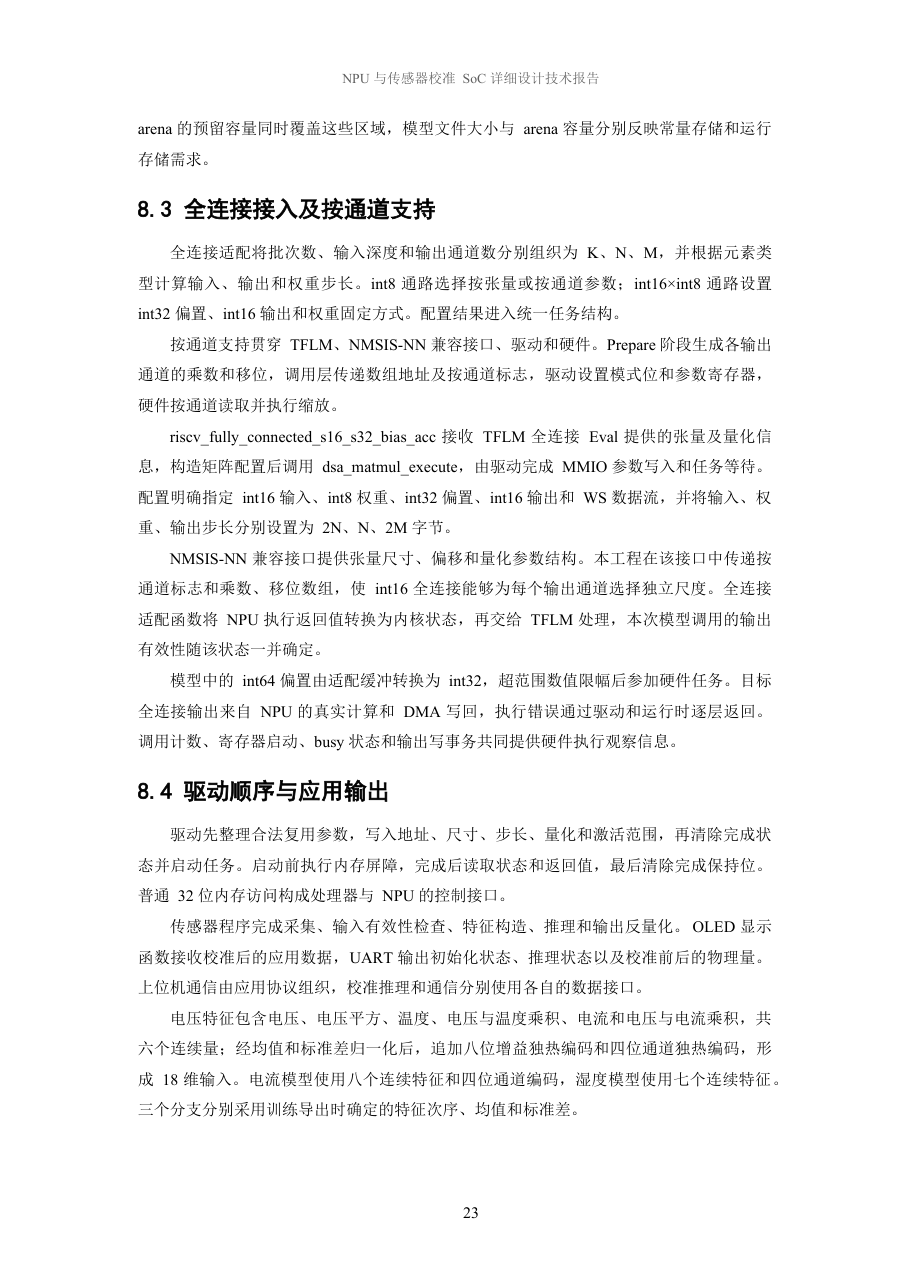 NPU 与传感器校准 SoC 详细设计技术报告
arena 的预留容量同时覆盖这些区域，模型文件大小与 arena 容量分别反映常量存储和运行
存储需求。
8.3 全连接接入及按通道支持
全连接适配将批次数、输入深度和输出通道数分别组织为 K、N、M，并根据元素类
型计算输入、输出和权重步长。int8 通路选择按张量或按通道参数；int16×int8 通路设置
int32 偏置、int16 输出和权重固定方式。配置结果进入统一任务结构。
按通道支持贯穿 TFLM、NMSIS-NN 兼容接口、驱动和硬件。Prepare 阶段生成各输出
通道的乘数和移位，调用层传递数组地址及按通道标志，驱动设置模式位和参数寄存器，
硬件按通道读取并执行缩放。
riscv_fully_connected_s16_s32_bias_acc 接收 TFLM 全连接 Eval 提供的张量及量化信
息，构造矩阵配置后调用 dsa_matmul_execute，由驱动完成 MMIO 参数写入和任务等待。
配置明确指定 int16 输入、int8 权重、int32 偏置、int16 输出和 WS 数据流，并将输入、权
重、输出步长分别设置为 2N、N、2M 字节。
NMSIS-NN 兼容接口提供张量尺寸、偏移和量化参数结构。本工程在该接口中传递按
通道标志和乘数、移位数组，使 int16 全连接能够为每个输出通道选择独立尺度。全连接
适配函数将 NPU 执行返回值转换为内核状态，再交给 TFLM 处理，本次模型调用的输出
有效性随该状态一并确定。
模型中的 int64 偏置由适配缓冲转换为 int32，超范围数值限幅后参加硬件任务。目标
全连接输出来自 NPU 的真实计算和 DMA 写回，执行错误通过驱动和运行时逐层返回。
调用计数、寄存器启动、busy 状态和输出写事务共同提供硬件执行观察信息。
8.4 驱动顺序与应用输出
驱动先整理合法复用参数，写入地址、尺寸、步长、量化和激活范围，再清除完成状
态并启动任务。启动前执行内存屏障，完成后读取状态和返回值，最后清除完成保持位。
普通 32 位内存访问构成处理器与 NPU 的控制接口。
传感器程序完成采集、输入有效性检查、特征构造、推理和输出反量化。OLED 显示
函数接收校准后的应用数据，UART 输出初始化状态、推理状态以及校准前后的物理量。
上位机通信由应用协议组织，校准推理和通信分别使用各自的数据接口。
电压特征包含电压、电压平方、温度、电压与温度乘积、电流和电压与电流乘积，共
六个连续量；经均值和标准差归一化后，追加八位增益独热编码和四位通道独热编码，形
成 18 维输入。电流模型使用八个连续特征和四位通道编码，湿度模型使用七个连续特征。
三个分支分别采用训练导出时确定的特征次序、均值和标准差。
23